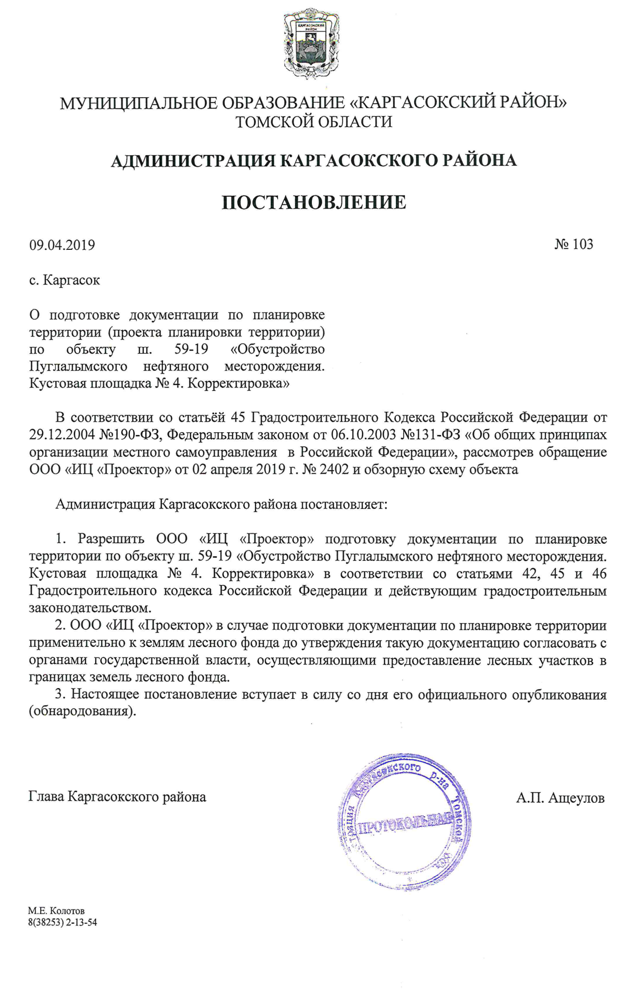 КАРГАСОКСКИЙ
РАЙОН
МУНИЦИПАЛЬНОЕ ОБРАЗОВАНИЕ «КАРГАСОКСКИЙ РАЙОН»
ТОМСКОЙ ОБЛАСТИ
АДМИНИСТРАЦИЯ КАРГАСОКСКОГО РАЙОНА
ПОСТАНОВЛЕНИЕ
09.04.2019 № 103
с. Каргасок
О подготовке документации по планировке
территории (проекта планировки территории)
по объекту ш. 59-19 «Обустройство
Пуглалымского нефтяного месторождения.
Кустовая площадка № 4. Корректировка»
В соответствии со статьёй 45 Градостроительного Кодекса Российской Федерации от
29.12.2004 №190-ФЗ, Федеральным законом от 06.10.2003 №131-ФЗ «Об общих принципах
организации местного самоуправления в Российской Федерации», рассмотрев обращение
ООО «ИЦ «Проектор» от 02 апреля 2019 г. № 2402 и обзорную схему объекта
Администрация Каргасокского района постановляет:
1. Разрешить ООО «ИЦ «Проектор» подготовку документации по планировке
территории по объекту ш. 59-19 «Обустройство Пуглалымского нефтяного месторождения.
Кустовая площадка № 4. Корректировка» в соответствии со статьями 42, 45 и 46
Градостроительного кодекса Российской Федерации и действующим градостроительным
законодательством.
2. ООО «ИЦ «Проектор» в случае подготовки документации по планировке территории
применительно к землям лесного фонда до утверждения такую документацию согласовать с
органами государственной власти, осуществляющими предоставление лесных участков в
границах земель лесного фонда.
3. Настоящее постановление вступает в силу со дня его официального опубликования
(обнародования).
Глава Каргасокского района А.П. Ащеулов
Каргасокского р-на Томской
ПРОТОКОЛЬНАЯ
М.Е. Колотов
8(38253) 2-13-54